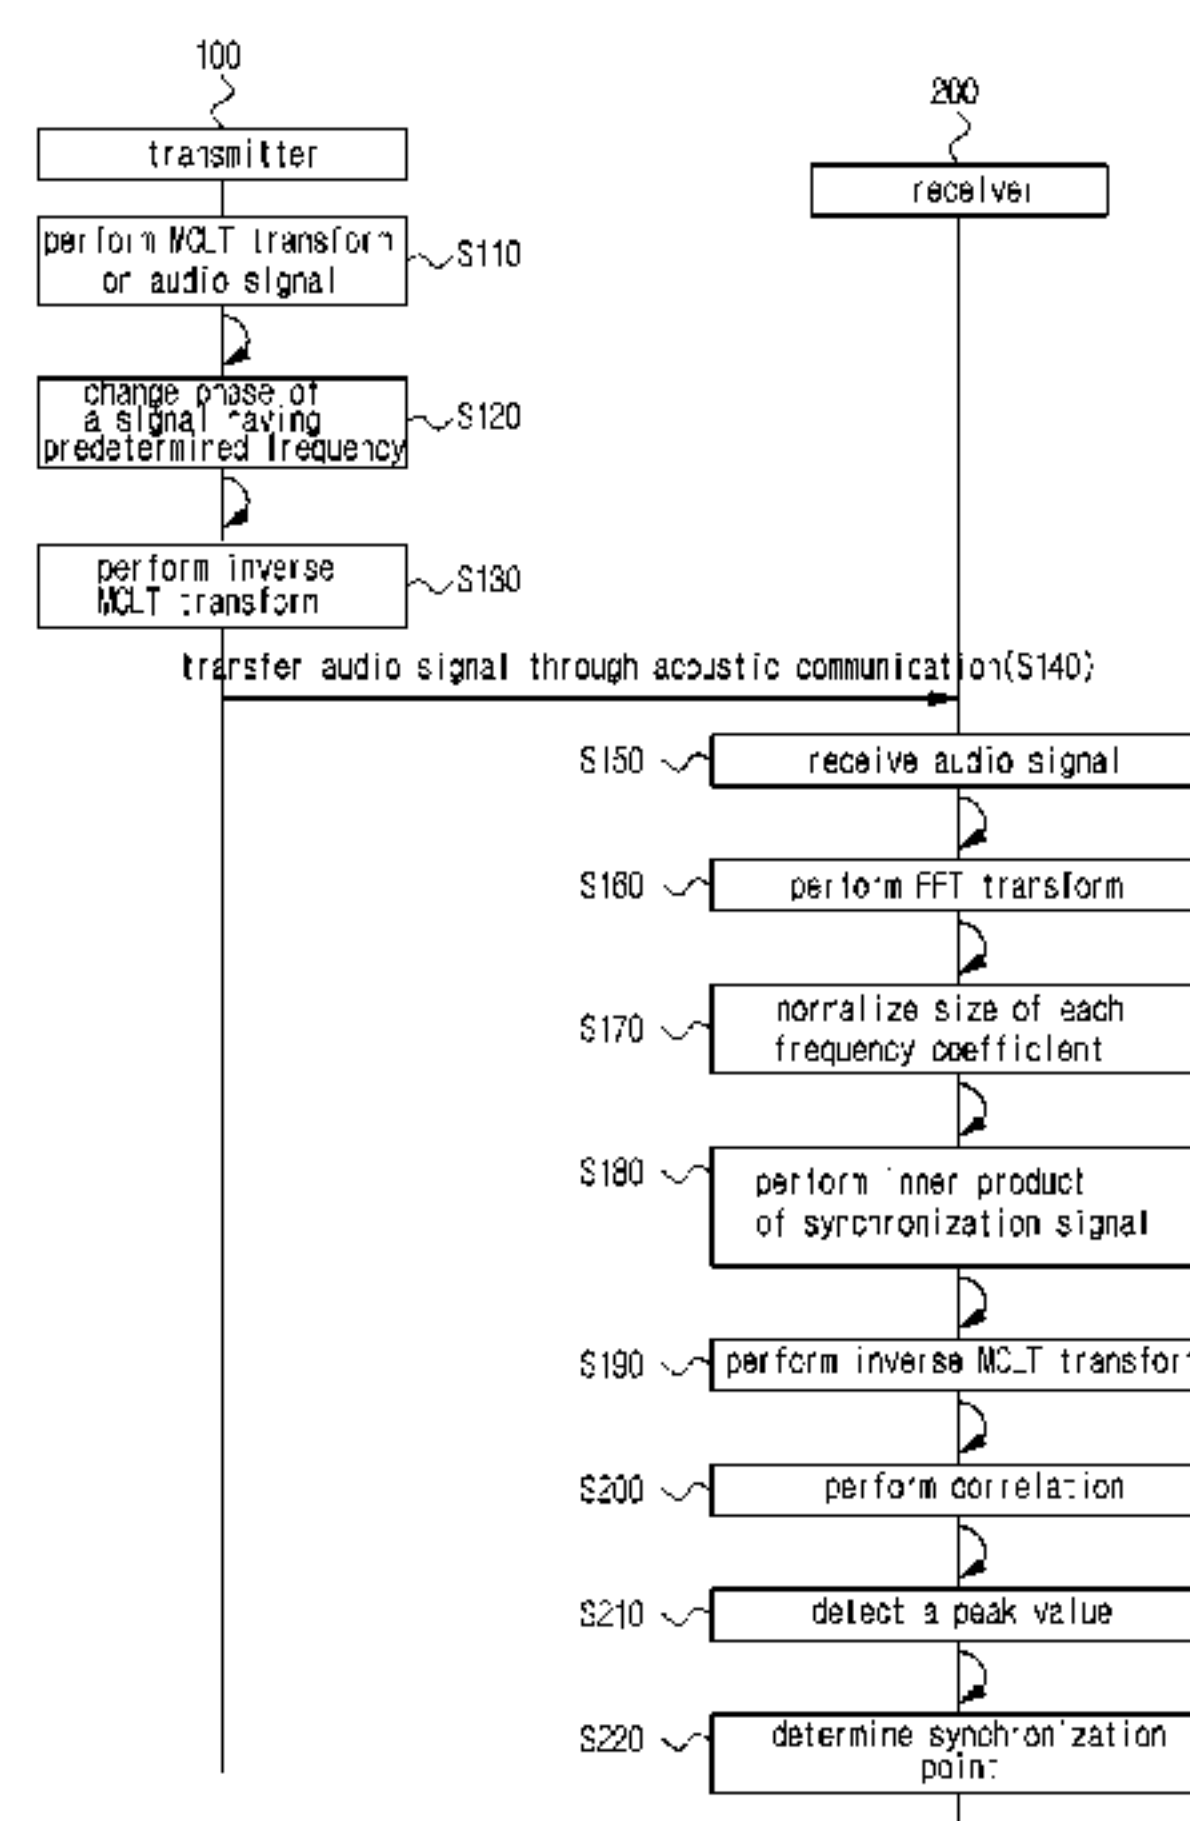 100
transmitter
200
receiver
perform MCLT transform
on audio signal
S110
change phase of
a signal having
predetermined frequency
S120
perform inverse
MCLT transform
S130
transfer audio signal through acoustic communication(S140)
S150
receive audio signal
S160
perform FFT transform
S170
normalize size of each
frequency coefficient
S180
perform inner product
of synchronization signal
S190
perform inverse MCLT transform
S200
perform correlation
S210
detect a peak value
S220
determine synchronization
point